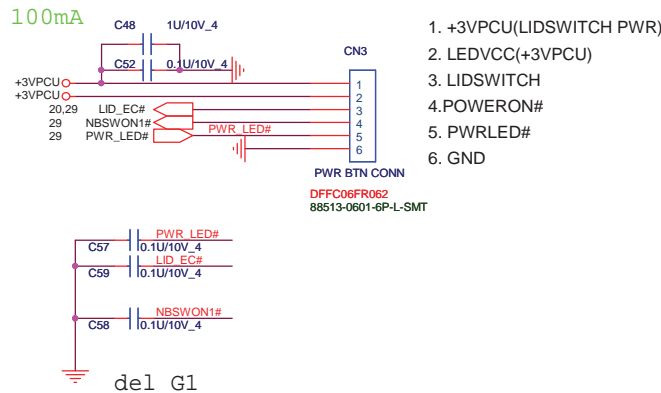 100mA
C48 1U/10V_4
C52 0.1U/10V_4
CN3
+3VPCU
+3VPCU
20,29 LID_EC#
29 NBSWON1#
29 PWR_LED# PWR_LED#
1
2
3
4
5
6
PWR BTN CONN
DFFC06FR062
88513-0601-6P-L-SMT
1. +3VPCU(LIDSWITCH PWR)
2. LEDVCC(+3VPCU)
3. LIDSWITCH
4.POWERON#
5. PWRLED#
6. GND
PWR_LED#
C57 0.1U/10V_4
LID_EC#
C59 0.1U/10V_4
NBSWON1#
C58 0.1U/10V_4
del G1